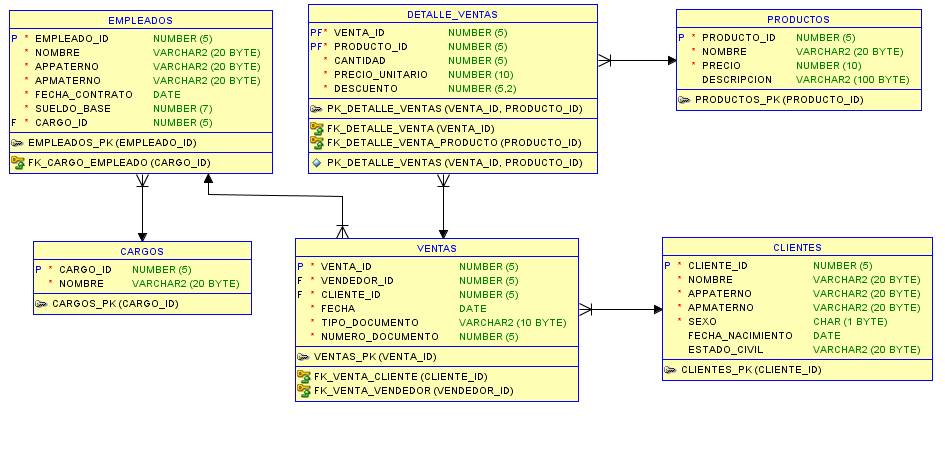 EMPLEADOS
P * EMPLEADO_ID NUMBER (5)
* NOMBRE VARCHAR2 (20 BYTE)
* APPATERNO VARCHAR2 (20 BYTE)
* APMATERNO VARCHAR2 (20 BYTE)
* FECHA_CONTRATO DATE
* SUELDO_BASE NUMBER (7)
F * CARGO_ID NUMBER (5)
EMPLEADOS_PK (EMPLEADO_ID)
FK_CARGO_EMPLEADO (CARGO_ID)
DETALLE_VENTAS
PF* VENTA_ID NUMBER (5)
PF* PRODUCTO_ID NUMBER (5)
* CANTIDAD NUMBER (5)
* PRECIO_UNITARIO NUMBER (10)
* DESCUENTO NUMBER (5,2)
PK_DETALLE_VENTAS (VENTA_ID, PRODUCTO_ID)
FK_DETALLE_VENTA (VENTA_ID)
FK_DETALLE_VENTA_PRODUCTO (PRODUCTO_ID)
PK_DETALLE_VENTAS (VENTA_ID, PRODUCTO_ID)
PRODUCTOS
P * PRODUCTO_ID NUMBER (5)
* NOMBRE VARCHAR2 (20 BYTE)
* PRECIO NUMBER (10)
DESCRIPCION VARCHAR2 (100 BYTE)
PRODUCTOS_PK (PRODUCTO_ID)
CARGOS
P * CARGO_ID NUMBER (5)
* NOMBRE VARCHAR2 (20 BYTE)
CARGOS_PK (CARGO_ID)
VENTAS
P * VENTA_ID NUMBER (5)
F * VENDEDOR_ID NUMBER (5)
F * CLIENTE_ID NUMBER (5)
* FECHA DATE
* TIPO_DOCUMENTO VARCHAR2 (10 BYTE)
* NUMERO_DOCUMENTO NUMBER (5)
VENTAS_PK (VENTA_ID)
FK_VENTA_CLIENTE (CLIENTE_ID)
FK_VENTA_VENDEDOR (VENDEDOR_ID)
CLIENTES
P * CLIENTE_ID NUMBER (5)
* NOMBRE VARCHAR2 (20 BYTE)
* APPATERNO VARCHAR2 (20 BYTE)
* APMATERNO VARCHAR2 (20 BYTE)
* SEXO CHAR (1 BYTE)
FECHA_NACIMIENTO DATE
ESTADO_CIVIL VARCHAR2 (20 BYTE)
CLIENTES_PK (CLIENTE_ID)